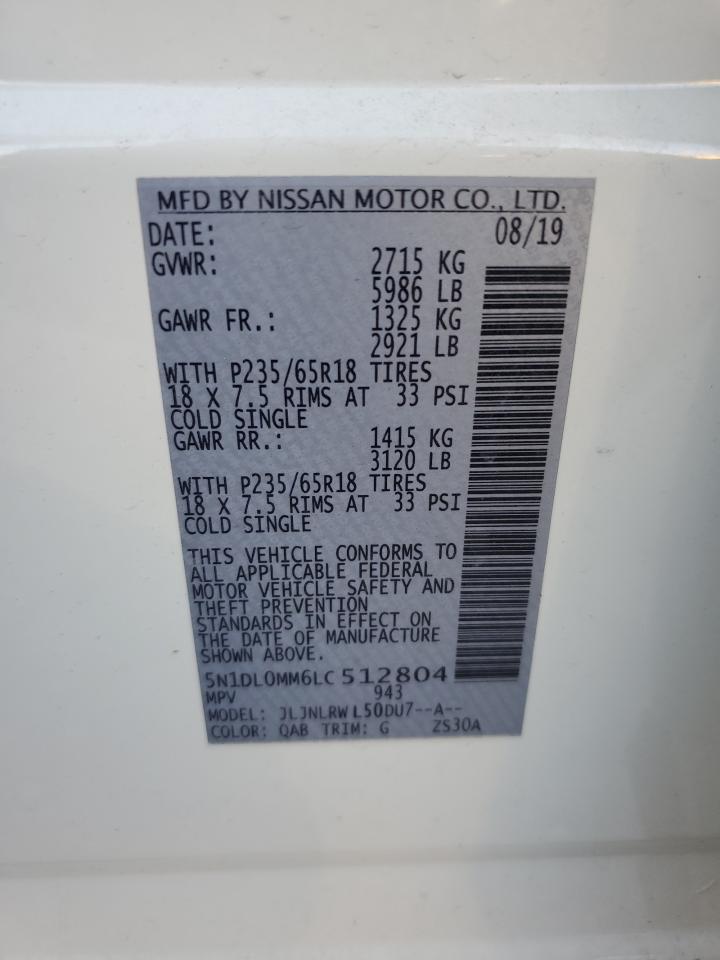 MFD BY NISSAN MOTOR CO., LTD.
DATE: 08/19
GVWR: 2715 KG
5986 LB
GAWR FR.: 1325 KG
2921 LB
WITH P235/65R18 TIRES
18 X 7.5 RIMS AT 33 PSI
COLD SINGLE
GAWR RR.: 1415 KG
3120 LB
WITH P235/65R18 TIRES
18 X 7.5 RIMS AT 33 PSI
COLD SINGLE
THIS VEHICLE CONFORMS TO
ALL APPLICABLE FEDERAL
MOTOR VEHICLE SAFETY AND
THEFT PREVENTION
STANDARDS IN EFFECT ON
THE DATE OF MANUFACTURE
SHOWN ABOVE.
5N1DL0MM6LC 512804
MPV 943
MODEL: JLJNLRW L50DU7--A--
COLOR: QAB TRIM: G ZS30A